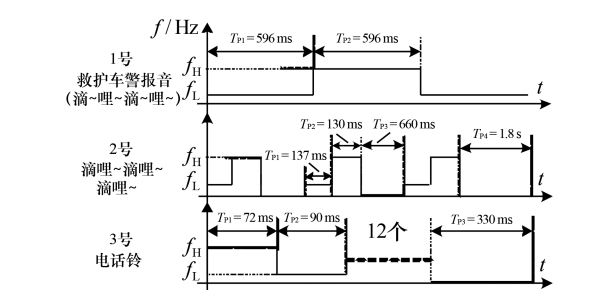 f / Hz
T_P1 = 596 ms T_P2 = 596 ms
1号
救护车警报音
(滴~哩~滴~哩~)
f_H
f_L
t
T_P2 = 130 ms T_P3 = 660 ms
T_P4 = 1.8 s
T_P1 = 137 ms
2号
滴哩~滴哩~
滴哩~
f_H
f_L
t
T_P1 = 72 ms T_P2 = 90 ms 12个 T_P3 = 330 ms
3号
电话铃
f_H
f_L
t